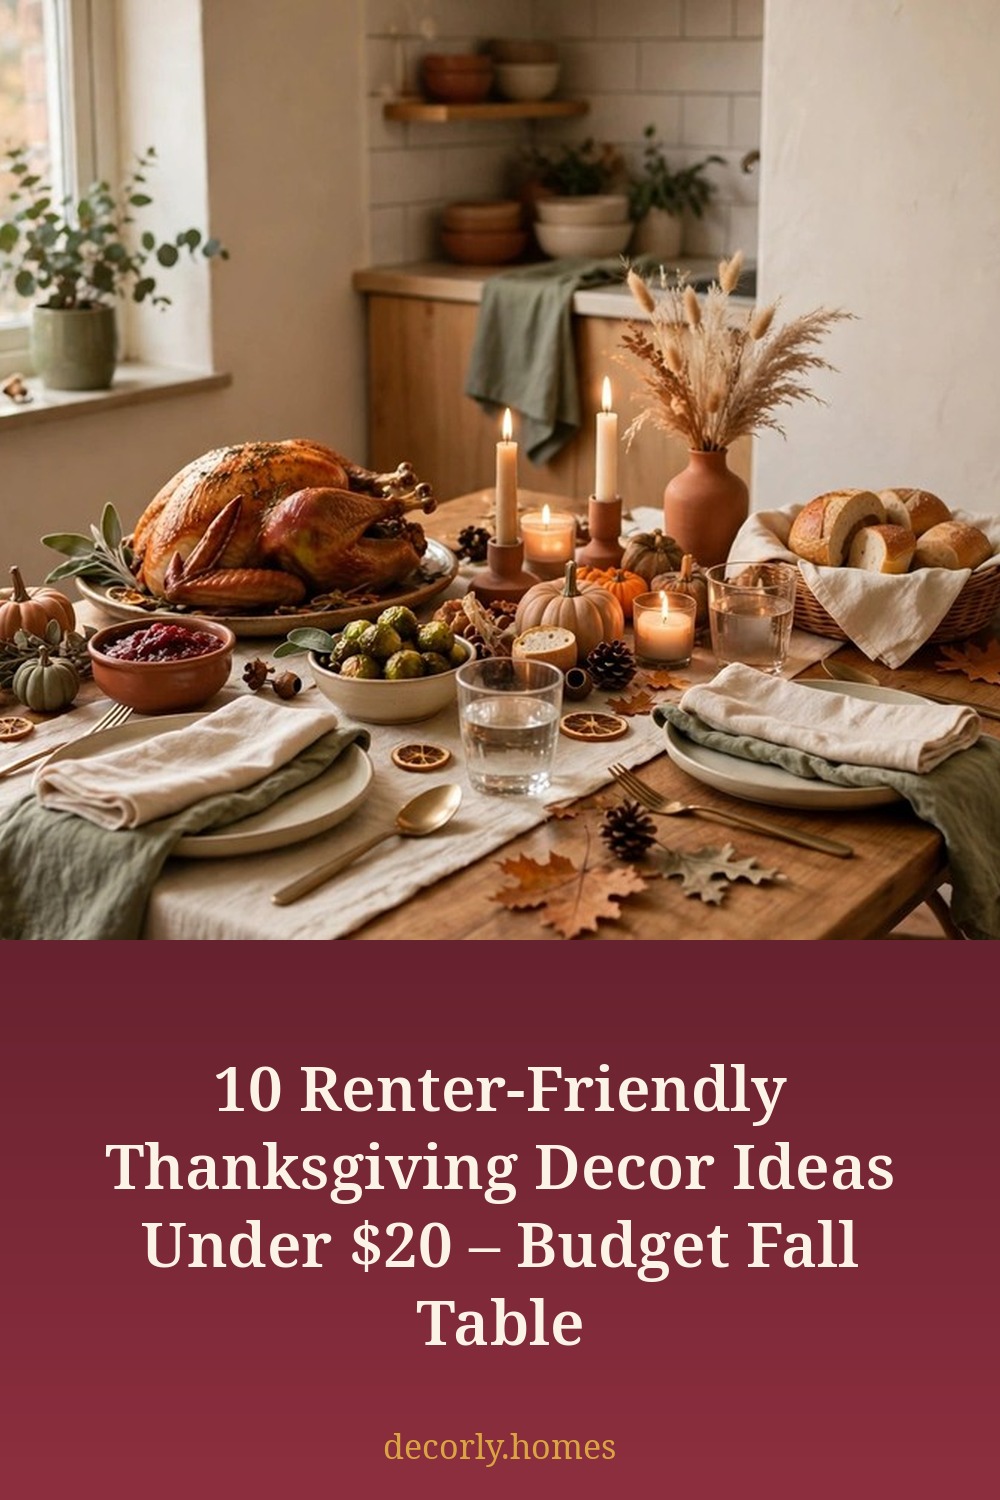 10 Renter-Friendly
Thanksgiving Decor Ideas
Under $20 – Budget Fall
Table
decorly.homes